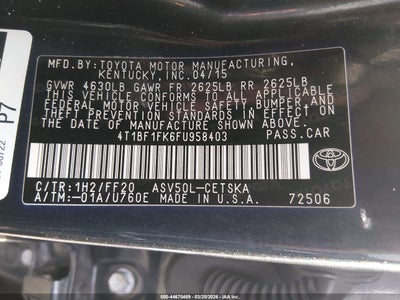 MFD.BY:TOYOTA MOTOR MANUFACTURING,
KENTUCKY,INC.04/15
GVWR 4630LB GAWR FR 2625LB RR 2625LB
THIS VEHICLE CONFORMS TO ALL APPLICABLE
FEDERAL MOTOR VEHICLE SAFETY, BUMPER AND
THEFT PREVENTION STANDARDS IN EFFECT ON
THE DATE OF MANUFACTURE SHOWN ABOVE.
4T1BF1FK6FU958403 PASS.CAR
C/TR:1H2/FF20 ASV50L-CETSKA
A/TM:-01A/U760E MADE IN U.S.A. 72506
TOYOTA
P7
000-44670469 - 03/20/2026 - IAA Inc.